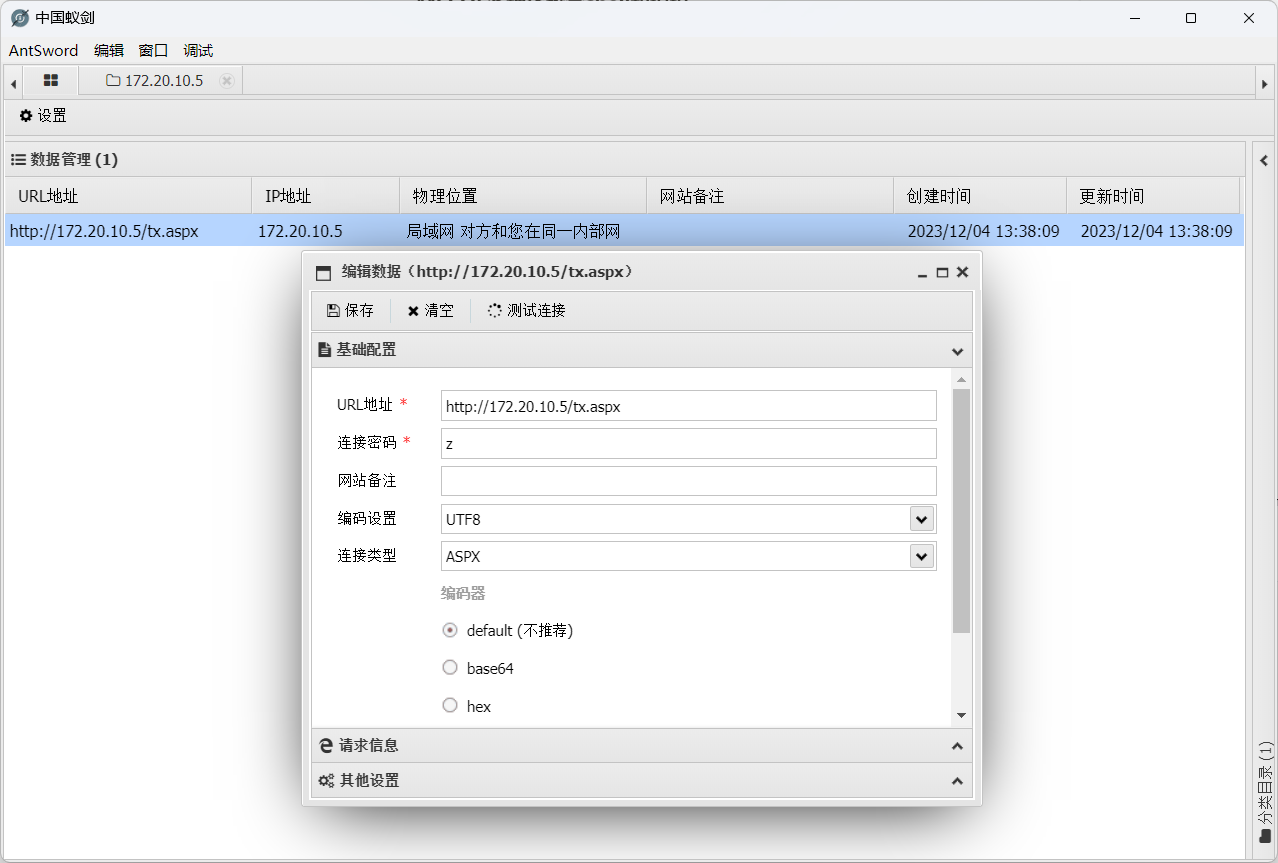 中国蚁剑
AntSword 编辑 窗口 调试
172.20.10.5
设置
数据管理 (1)
URL地址 IP地址 物理位置 网站备注 创建时间 更新时间
http://172.20.10.5/tx.aspx 172.20.10.5 局域网 对方和您在同一内部网 2023/12/04 13:38:09 2023/12/04 13:38:09
编辑数据（http://172.20.10.5/tx.aspx）
保存 清空 测试连接
基础配置
URL地址 * http://172.20.10.5/tx.aspx
连接密码 * z
网站备注
编码设置 UTF8
连接类型 ASPX
编码器
default (不推荐)
base64
hex
请求信息
其他设置
分类目录 (1)